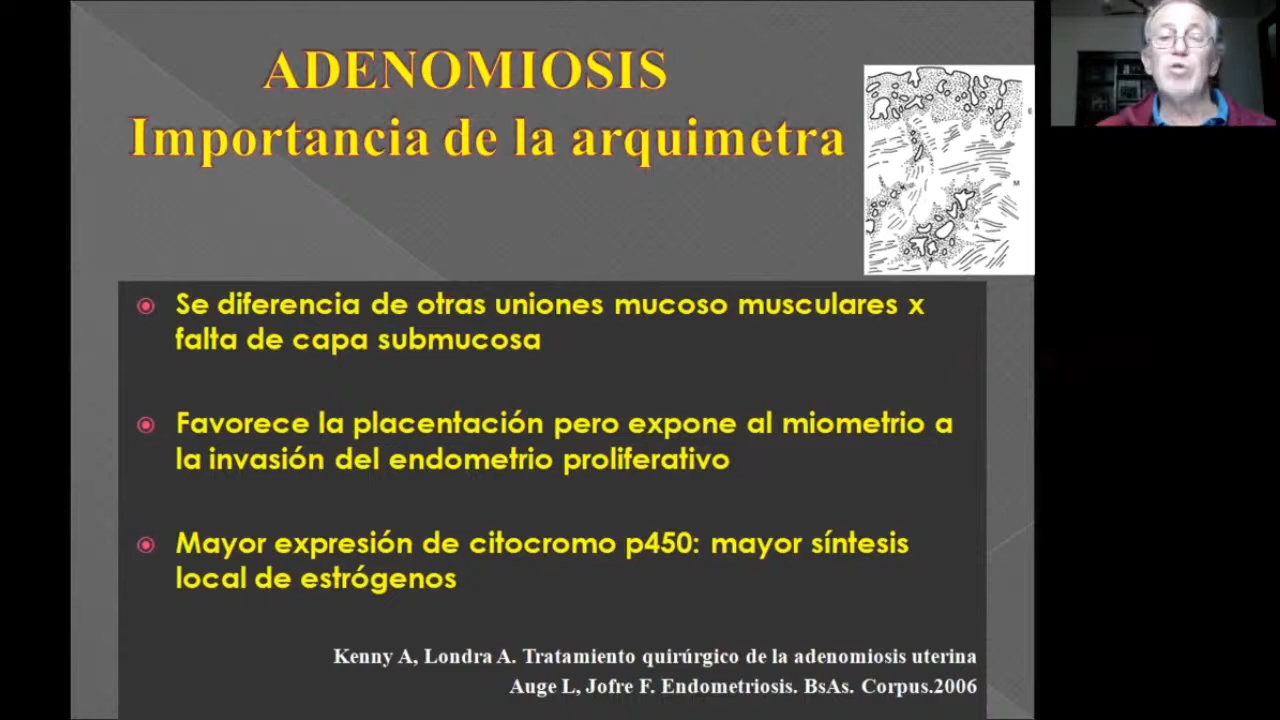 ADENOMIOSIS
Importancia de la arquimetra
E
M
A
Se diferencia de otras uniones mucoso musculares x
falta de capa submucosa
Favorece la placentación pero expone al miometrio a
la invasión del endometrio proliferativo
Mayor expresión de citocromo p450: mayor síntesis
local de estrógenos
Kenny A, Londra A. Tratamiento quirúrgico de la adenomiosis uterina
Auge L, Jofre F. Endometriosis. BsAs. Corpus.2006